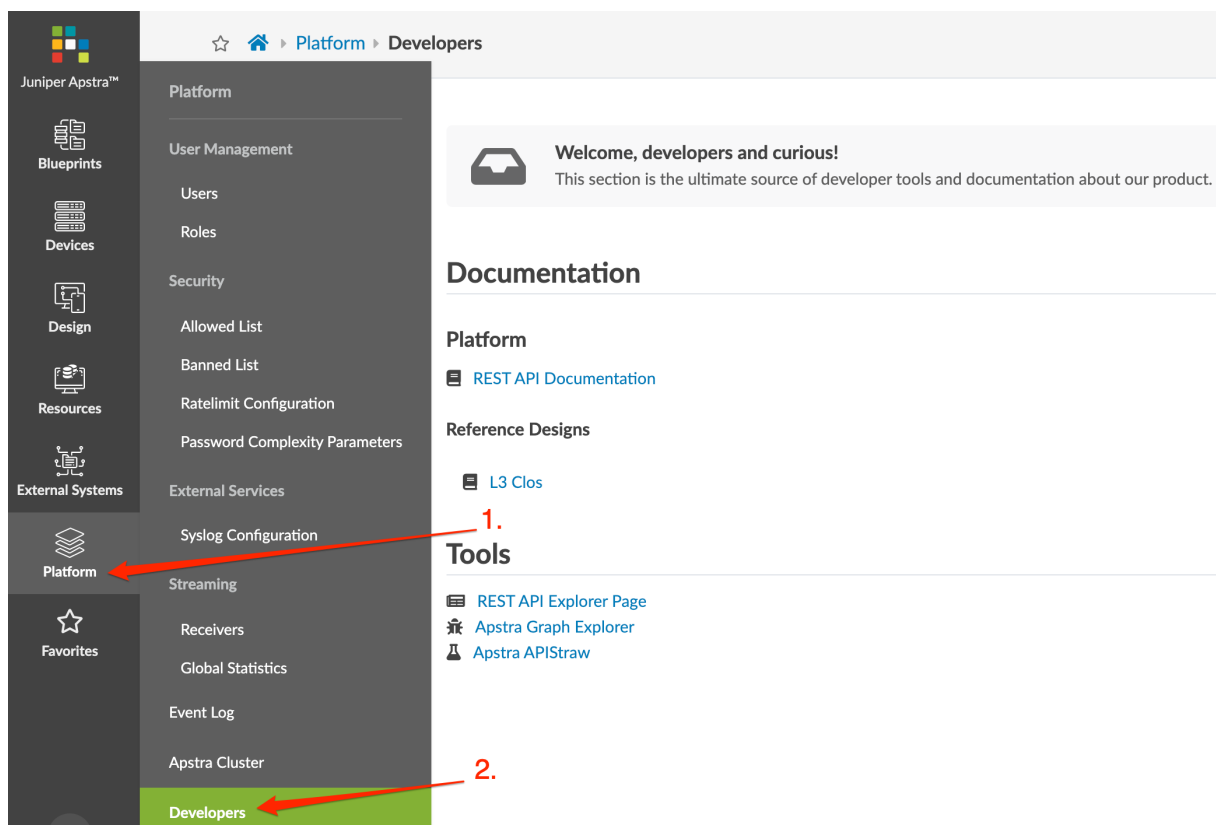 Juniper Apstra™
Blueprints
Devices
Design
Resources
External Systems
Platform
Favorites
Platform
User Management
Users
Roles
Security
Allowed List
Banned List
Ratelimit Configuration
Password Complexity Parameters
External Services
Syslog Configuration
Streaming
Receivers
Global Statistics
Event Log
Apstra Cluster
Developers
Platform
Developers
Welcome, developers and curious!
This section is the ultimate source of developer tools and documentation about our product.
Documentation
Platform
REST API Documentation
Reference Designs
L3 Clos
1.
Tools
REST API Explorer Page
Apstra Graph Explorer
Apstra APIStraw
2.